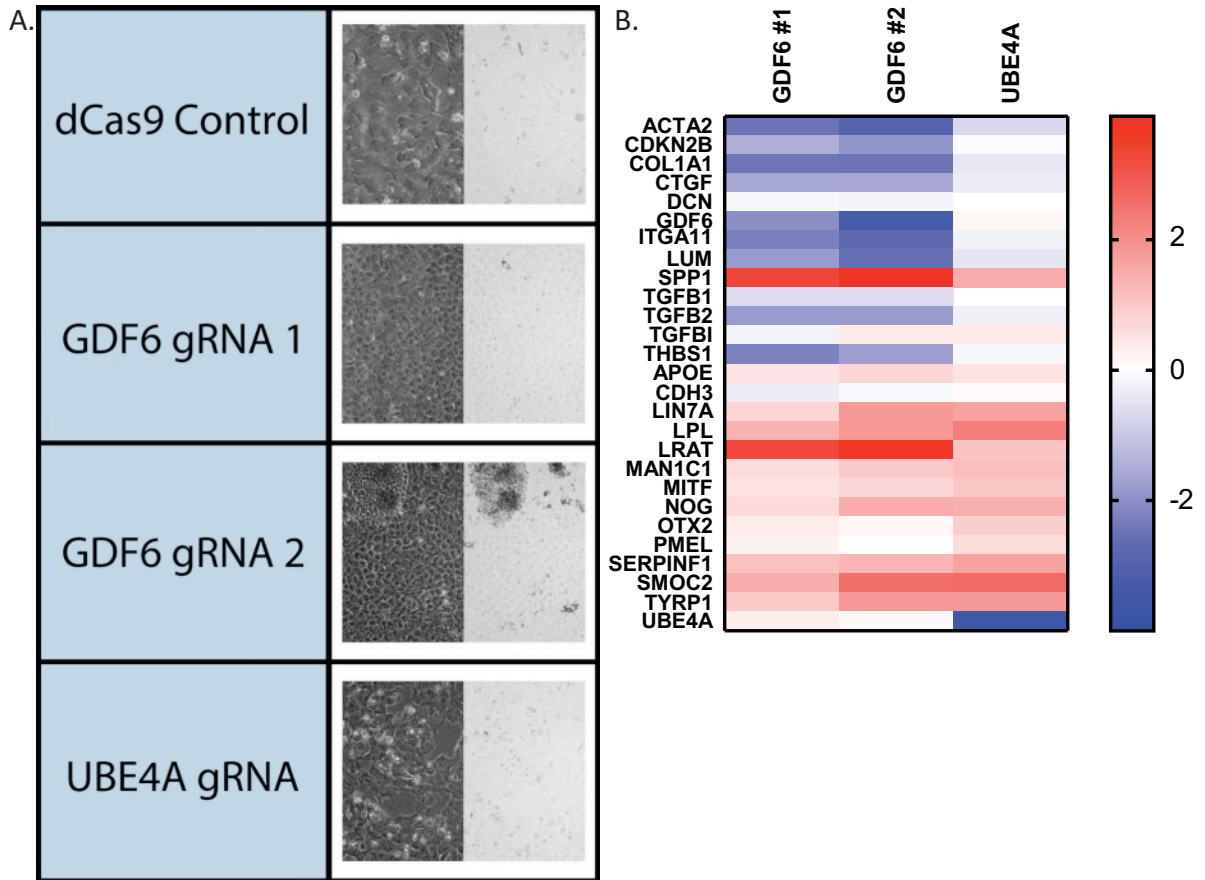 A.
dCas9 Control
GDF6 gRNA 1
GDF6 gRNA 2
UBE4A gRNA
B.
GDF6 #1
GDF6 #2
UBE4A
ACTA2
CDKN2B
COL1A1
CTGF
DCN
GDF6
ITGA11
LUM
SPP1
TGFB1
TGFB2
TGFBI
THBS1
APOE
CDH3
LIN7A
LPL
LRAT
MAN1C1
MITF
NOG
OTX2
PMEL
SERPINF1
SMOC2
TYRP1
UBE4A
2
0
-2